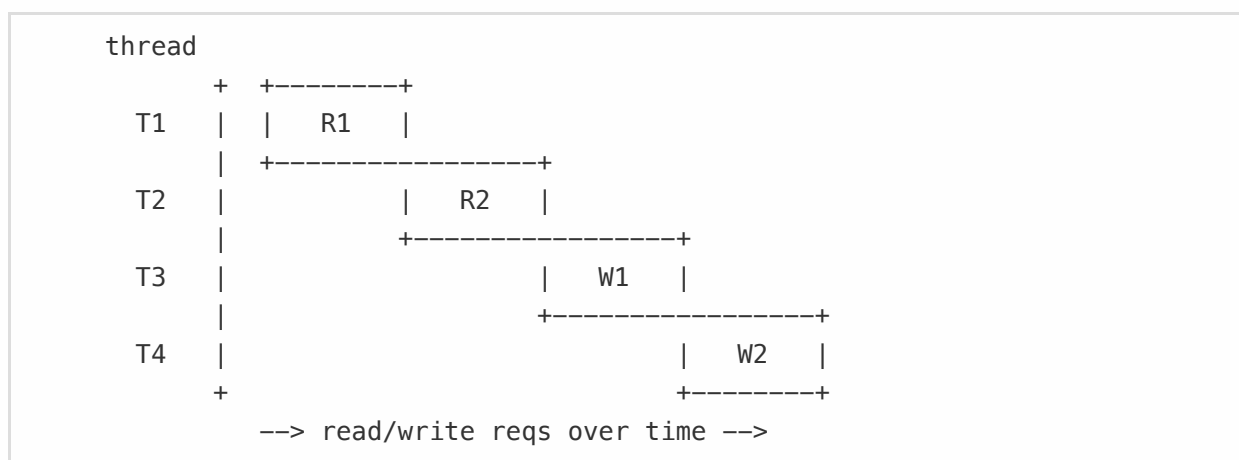 thread
+ +--------+
T1 | | R1 |
| +-----------------+
T2 | | R2 |
| +-----------------+
T3 | | W1 |
| +-----------------+
T4 | | W2 |
+ +--------+
--> read/write reqs over time -->